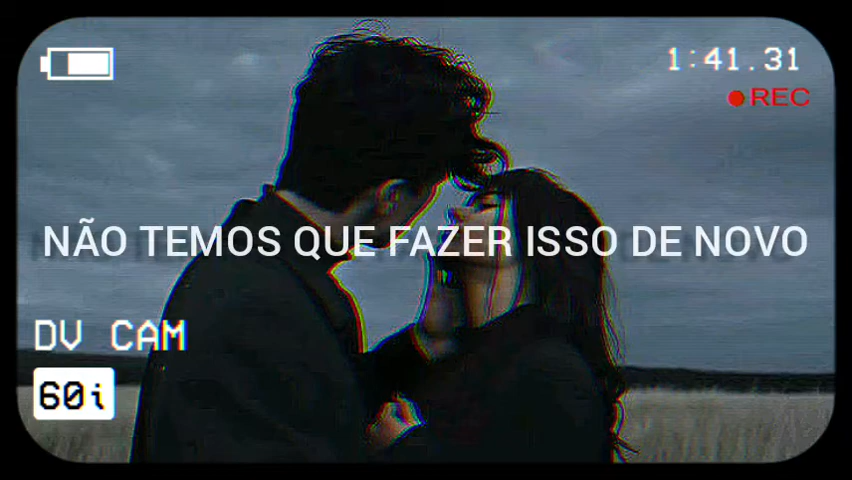 1:41.31
REC
NÃO TEMOS QUE FAZER ISSO DE NOVO
DV CAM
60i